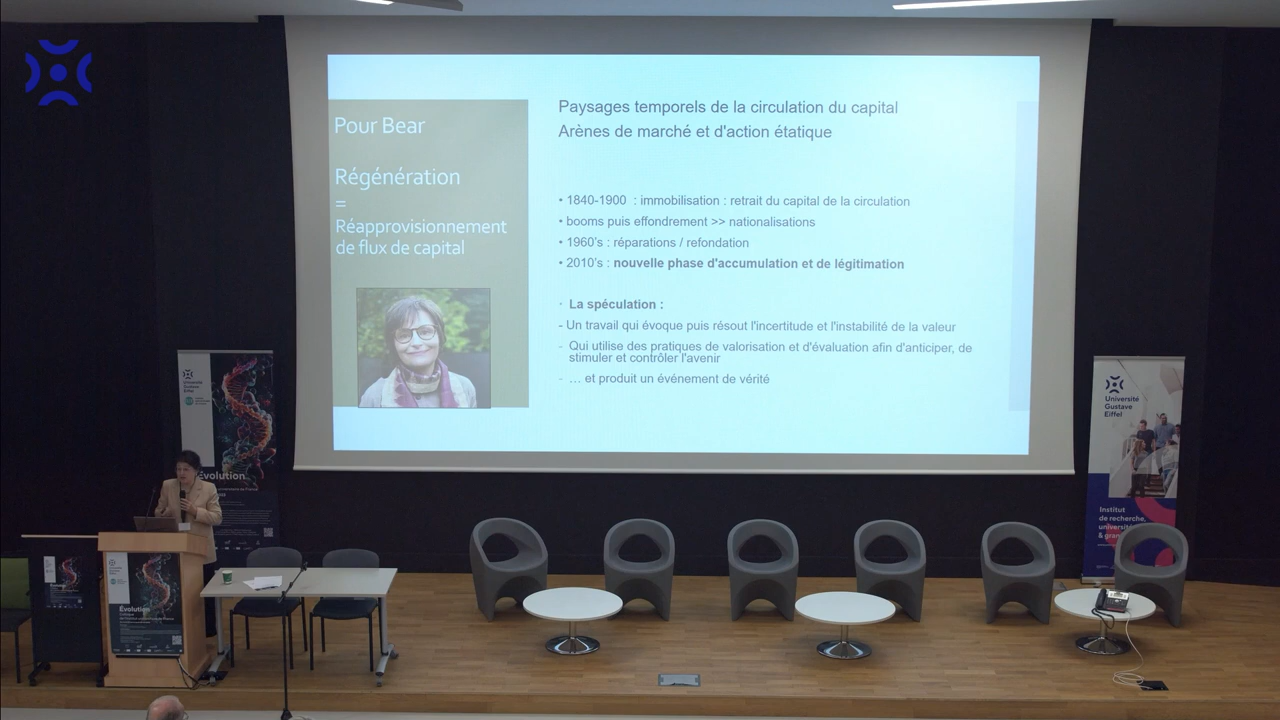 Pour Bear
Régénération
=
Réapprovisionnement
de flux de capital
Paysages temporels de la circulation du capital
Arènes de marché et d'action étatique
• 1840-1900 : immobilisation : retrait du capital de la circulation
• booms puis effondrement >> nationalisations
• 1960's : réparations / refondation
• 2010's : nouvelle phase d'accumulation et de légitimation
• La spéculation :
- Un travail qui évoque puis résout l'incertitude et l'instabilité de la valeur
- Qui utilise des pratiques de valorisation et d'évaluation afin d'anticiper, de
stimuler et contrôler l'avenir
- … et produit un événement de vérité
Université
Gustave
Eiffel
Évolution
Évolution
Université
Gustave
Eiffel
Institut
de recherche,